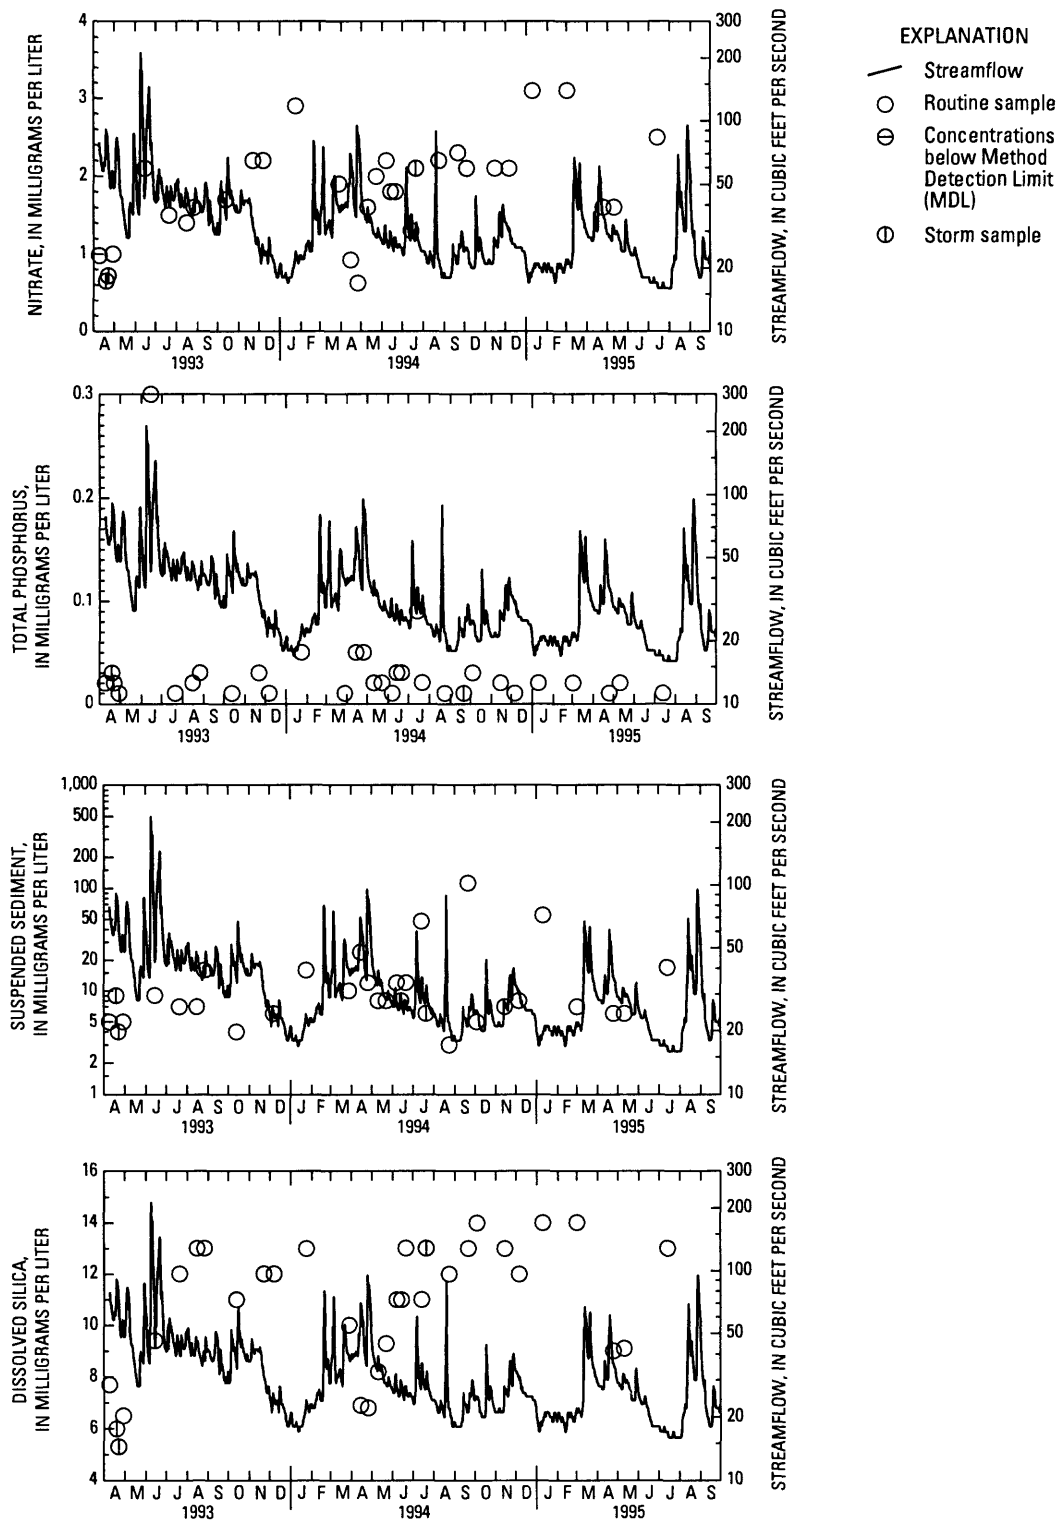 NITRATE, IN MILLIGRAMS PER LITER
4
3
2
1
0
300
200
100
50
20
10
STREAMFLOW, IN CUBIC FEET PER SECOND
A M J J A S O N D J F M A M J J A S O N D J F M A M J J A S
1993 1994 1995
EXPLANATION
Streamflow
Routine sample
Concentrations
below Method
Detection Limit
(MDL)
Storm sample
TOTAL PHOSPHORUS,
IN MILLIGRAMS PER LITER
0.3
0.2
0.1
0
300
200
100
50
20
10
STREAMFLOW, IN CUBIC FEET PER SECOND
A M J J A S O N D J F M A M J J A S O N D J F M A M J J A S
1993 1994 1995
SUSPENDED SEDIMENT,
IN MILLIGRAMS PER LITER
1,000
500
200
100
50
20
10
5
2
1
300
200
100
50
20
10
STREAMFLOW, IN CUBIC FEET PER SECOND
A M J J A S O N D J F M A M J J A S O N D J F M A M J J A S
1993 1994 1995
DISSOLVED SILICA,
IN MILLIGRAMS PER LITER
16
14
12
10
8
6
4
300
200
100
50
20
10
STREAMFLOW, IN CUBIC FEET PER SECOND
A M J J A S O N D J F M A M J J A S O N D J F M A M J J A S
1993 1994 1995